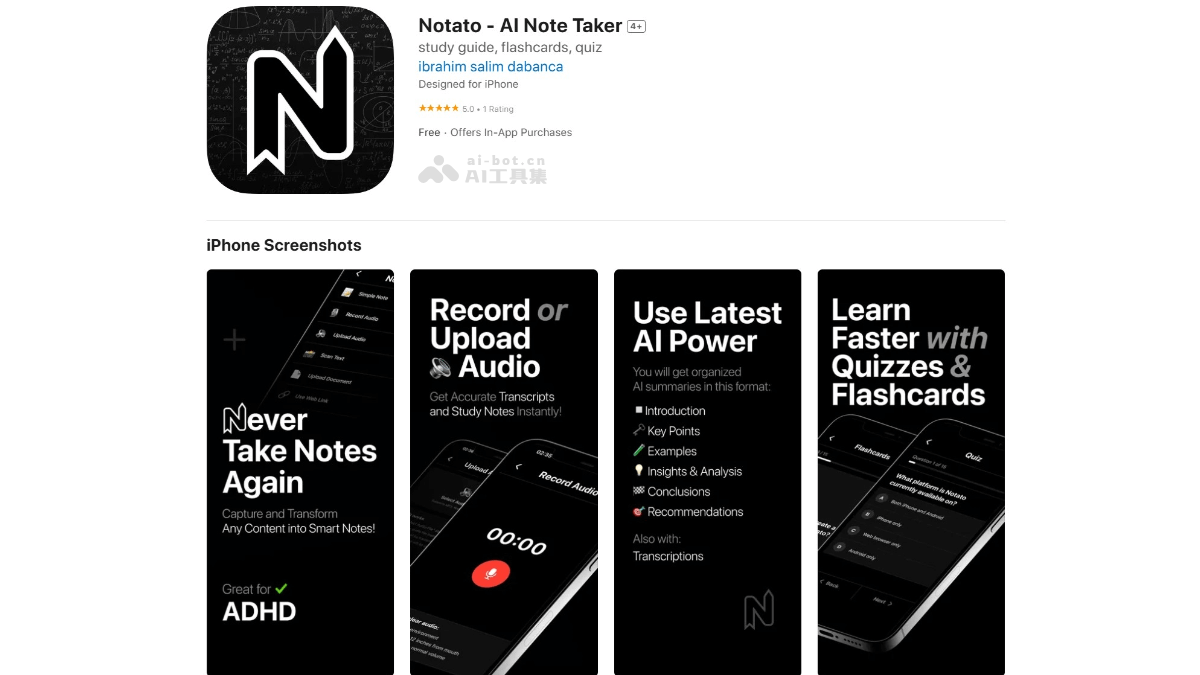 Notato - AI Note Taker 4+
study guide, flashcards, quiz
ibrahim salim dabanca
Designed for iPhone
★★★★★ 5.0 • 1 Rating
Free · Offers In-App Purchases
ai-bot.cn
AI工具集
iPhone Screenshots
Simple Note
Record Audio
Upload Audio
Scan Text
Upload Document
Use Web Link
Never
Take Notes
Again
Capture and Transform
Any Content into Smart Notes!
Great for
ADHD
Record or
Upload
Audio
Get Accurate Transcripts
and Study Notes Instantly!
02:35
Record Audio
00:00
Use Latest
AI Power
You will get organized
AI summaries in this format:
Introduction
Key Points
Examples
Insights & Analysis
Conclusions
Recommendations
Also with:
Transcriptions
Learn
Faster with
Quizzes &
Flashcards
Flashcards
Quiz
Question 1 of 15
What platform is Notato
currently available on?
A Both iPhone and Android
B iPhone only
C Web browser only
D Android only
Back
Next